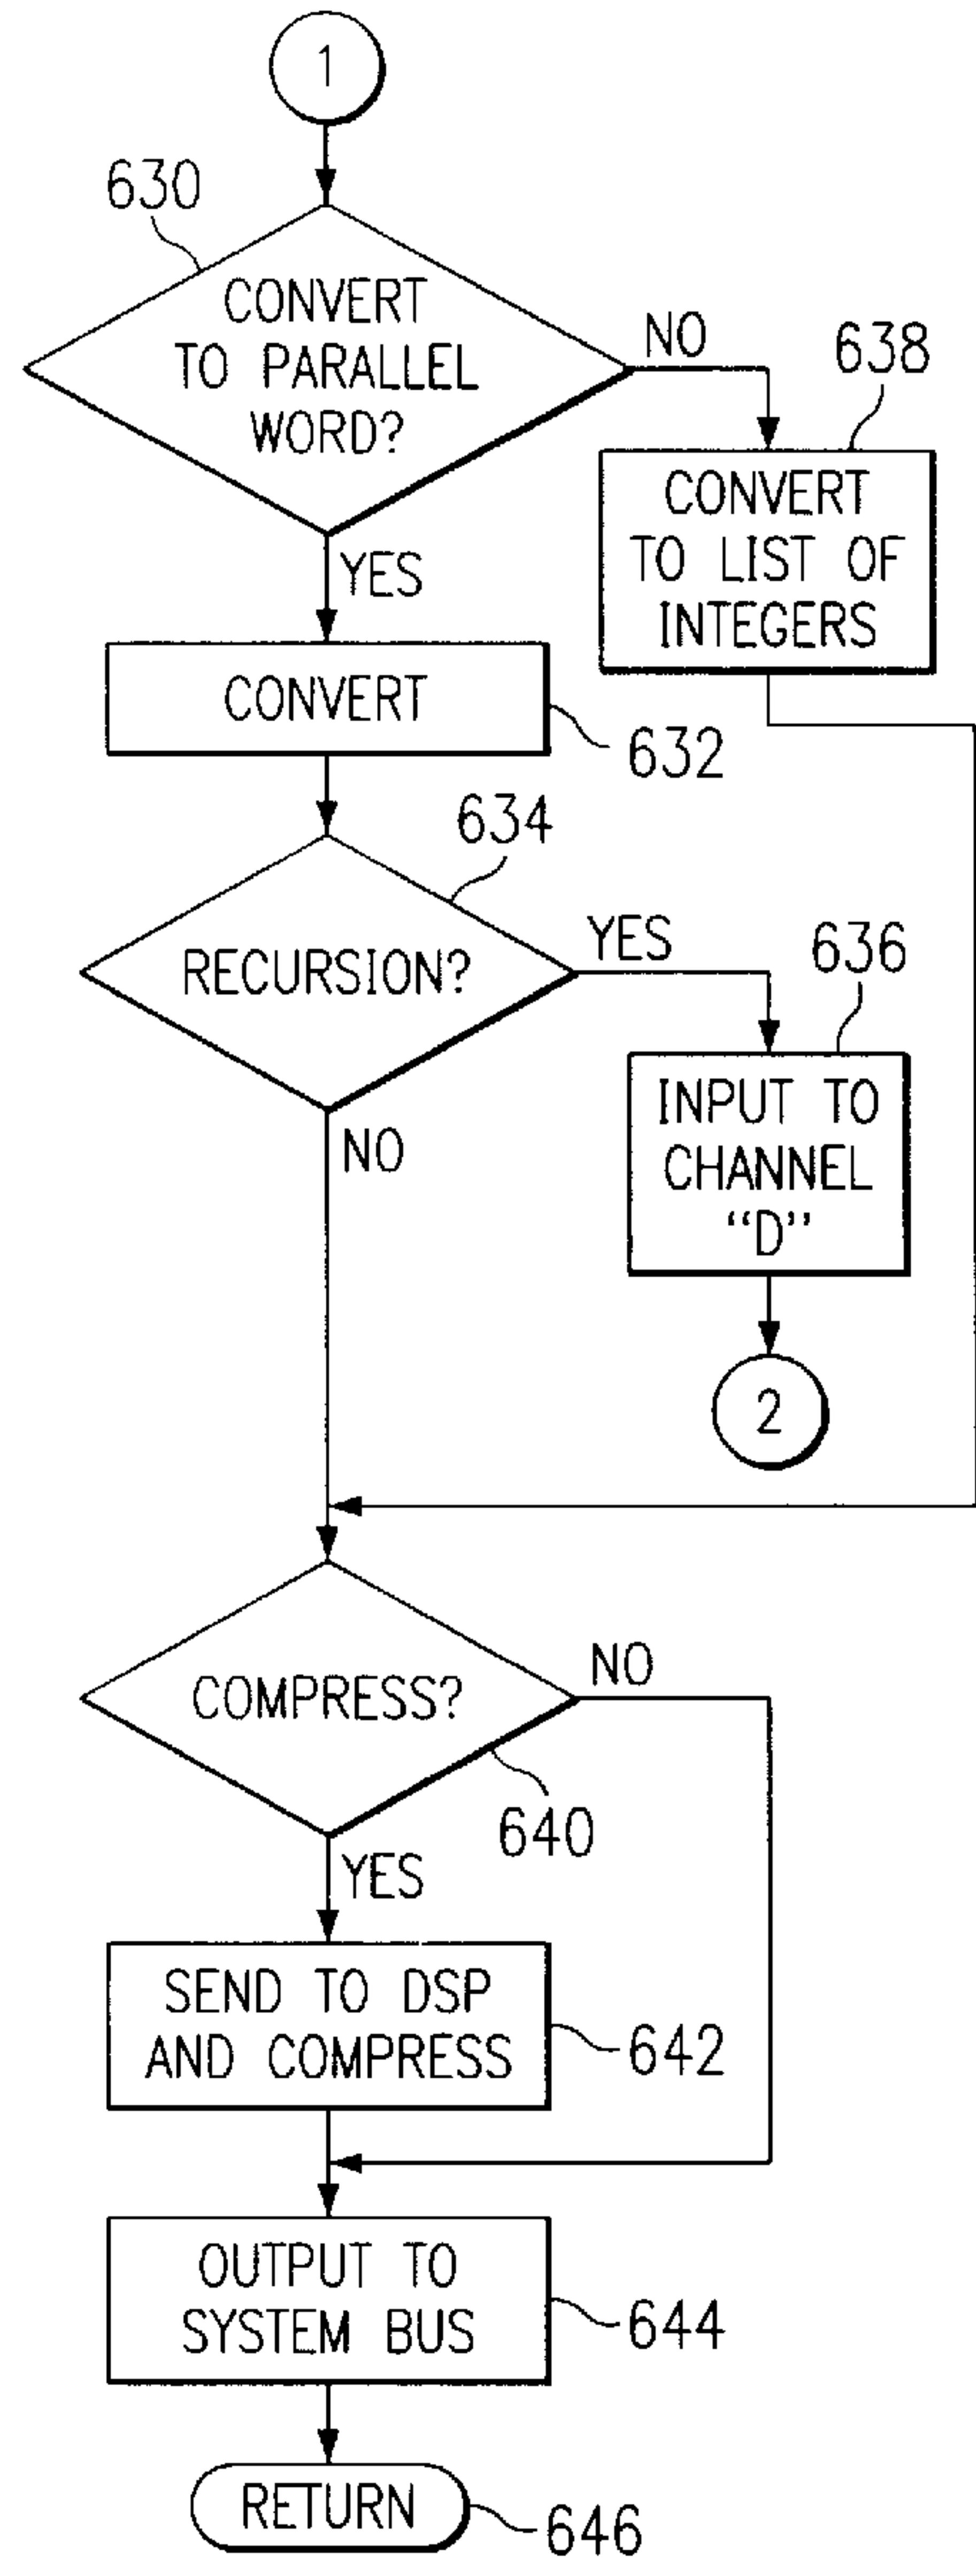 1
630
CONVERT
TO PARALLEL
WORD?
NO
638
CONVERT
TO LIST OF
INTEGERS
YES
CONVERT
632
634
RECURSION?
YES
636
INPUT TO
CHANNEL
“D”
NO
2
COMPRESS?
NO
640
YES
SEND TO DSP
AND COMPRESS
642
OUTPUT TO
SYSTEM BUS
644
RETURN
646